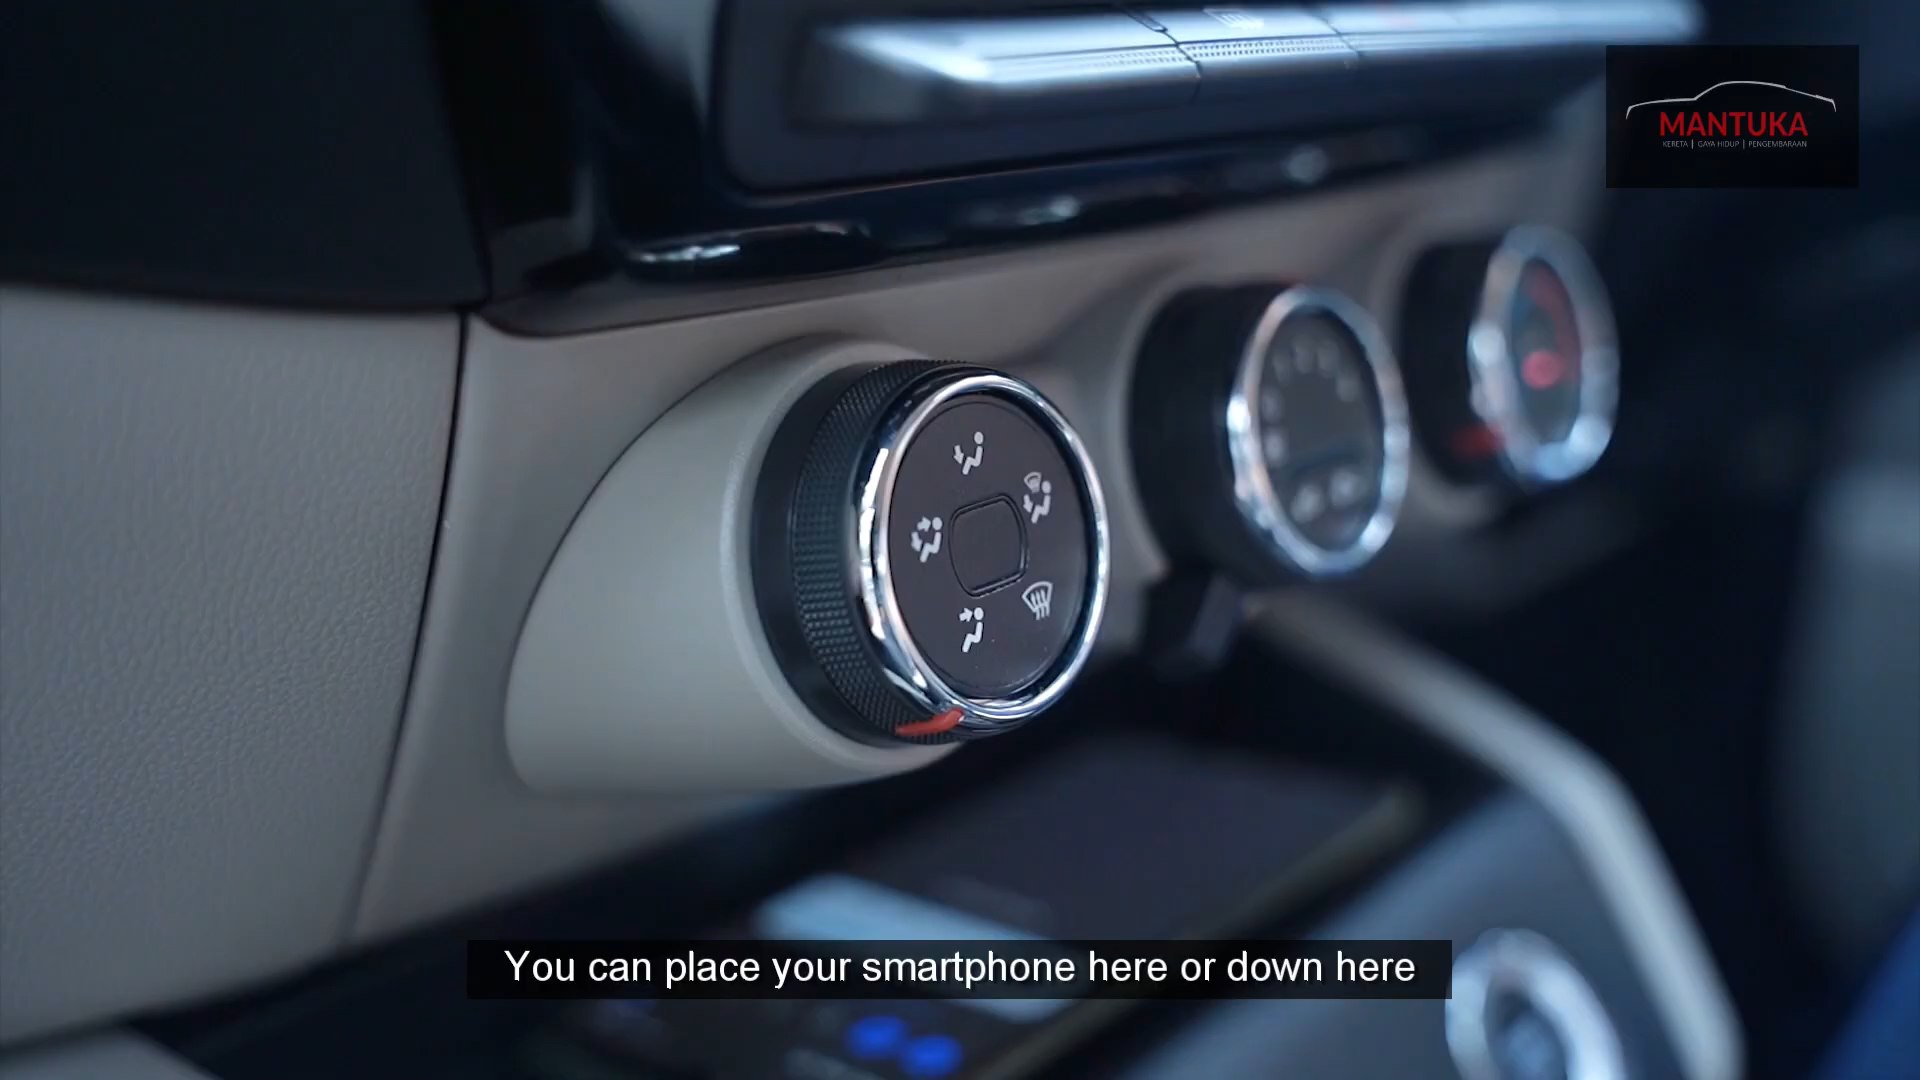 MANTUKA
KERETA | GAYA HIDUP | PENGEMBARAAN
You can place your smartphone here or down here